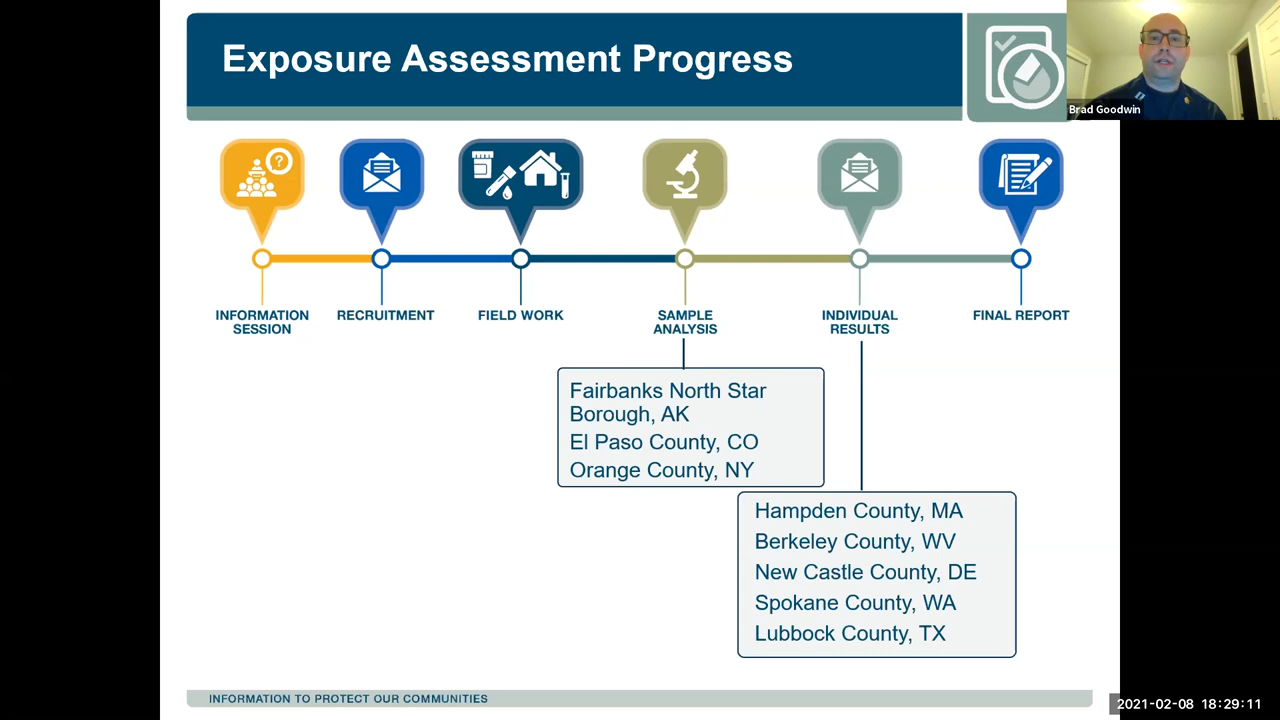 Exposure Assessment Progress
Brad Goodwin
?
INFORMATION
SESSION
RECRUITMENT
FIELD WORK
SAMPLE
ANALYSIS
INDIVIDUAL
RESULTS
FINAL REPORT
Fairbanks North Star
Borough, AK
El Paso County, CO
Orange County, NY
Hampden County, MA
Berkeley County, WV
New Castle County, DE
Spokane County, WA
Lubbock County, TX
INFORMATION TO PROTECT OUR COMMUNITIES
2021-02-08 18:29:11